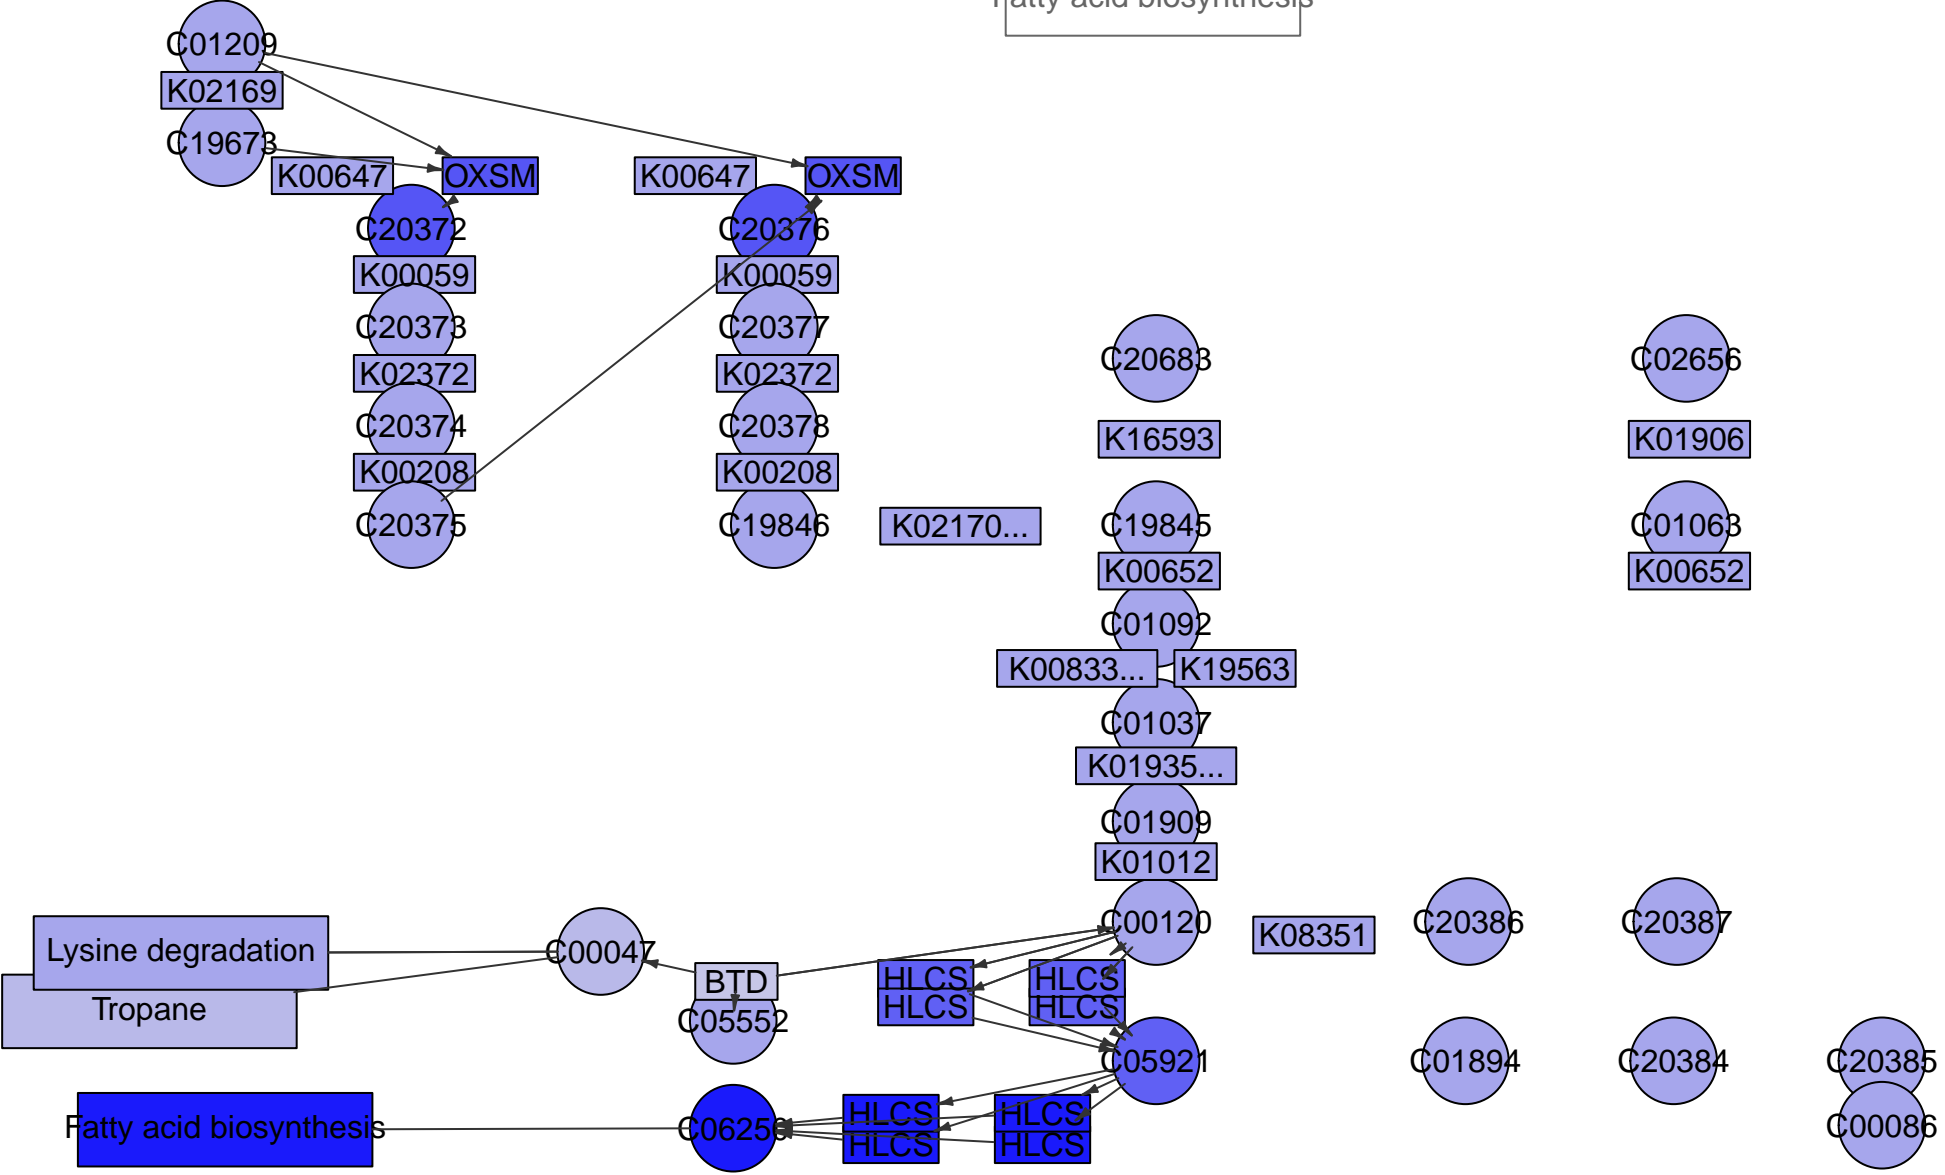 Fatty acid biosynthesis
C01209
K02169
C19673
K00647
OXSM
K00647
OXSM
C20372
C20376
K00059
K00059
C20373
C20377
C20683
C02656
K02372
K02372
C20374
C20378
K16593
K01906
K00208
K00208
C20375
C19846
K02170...
C19845
C01063
K00652
K00652
C01092
K00833...
K19563
C01037
K01935...
C01909
K01012
C00120
K08351
C20386
C20387
Lysine degradation
C00047
BTD
HLCS
HLCS
Tropane
HLCS
HLCS
C05552
C05921
C01894
C20384
C20385
HLCS
HLCS
Fatty acid biosynthesis
C06250
HLCS
HLCS
C00086